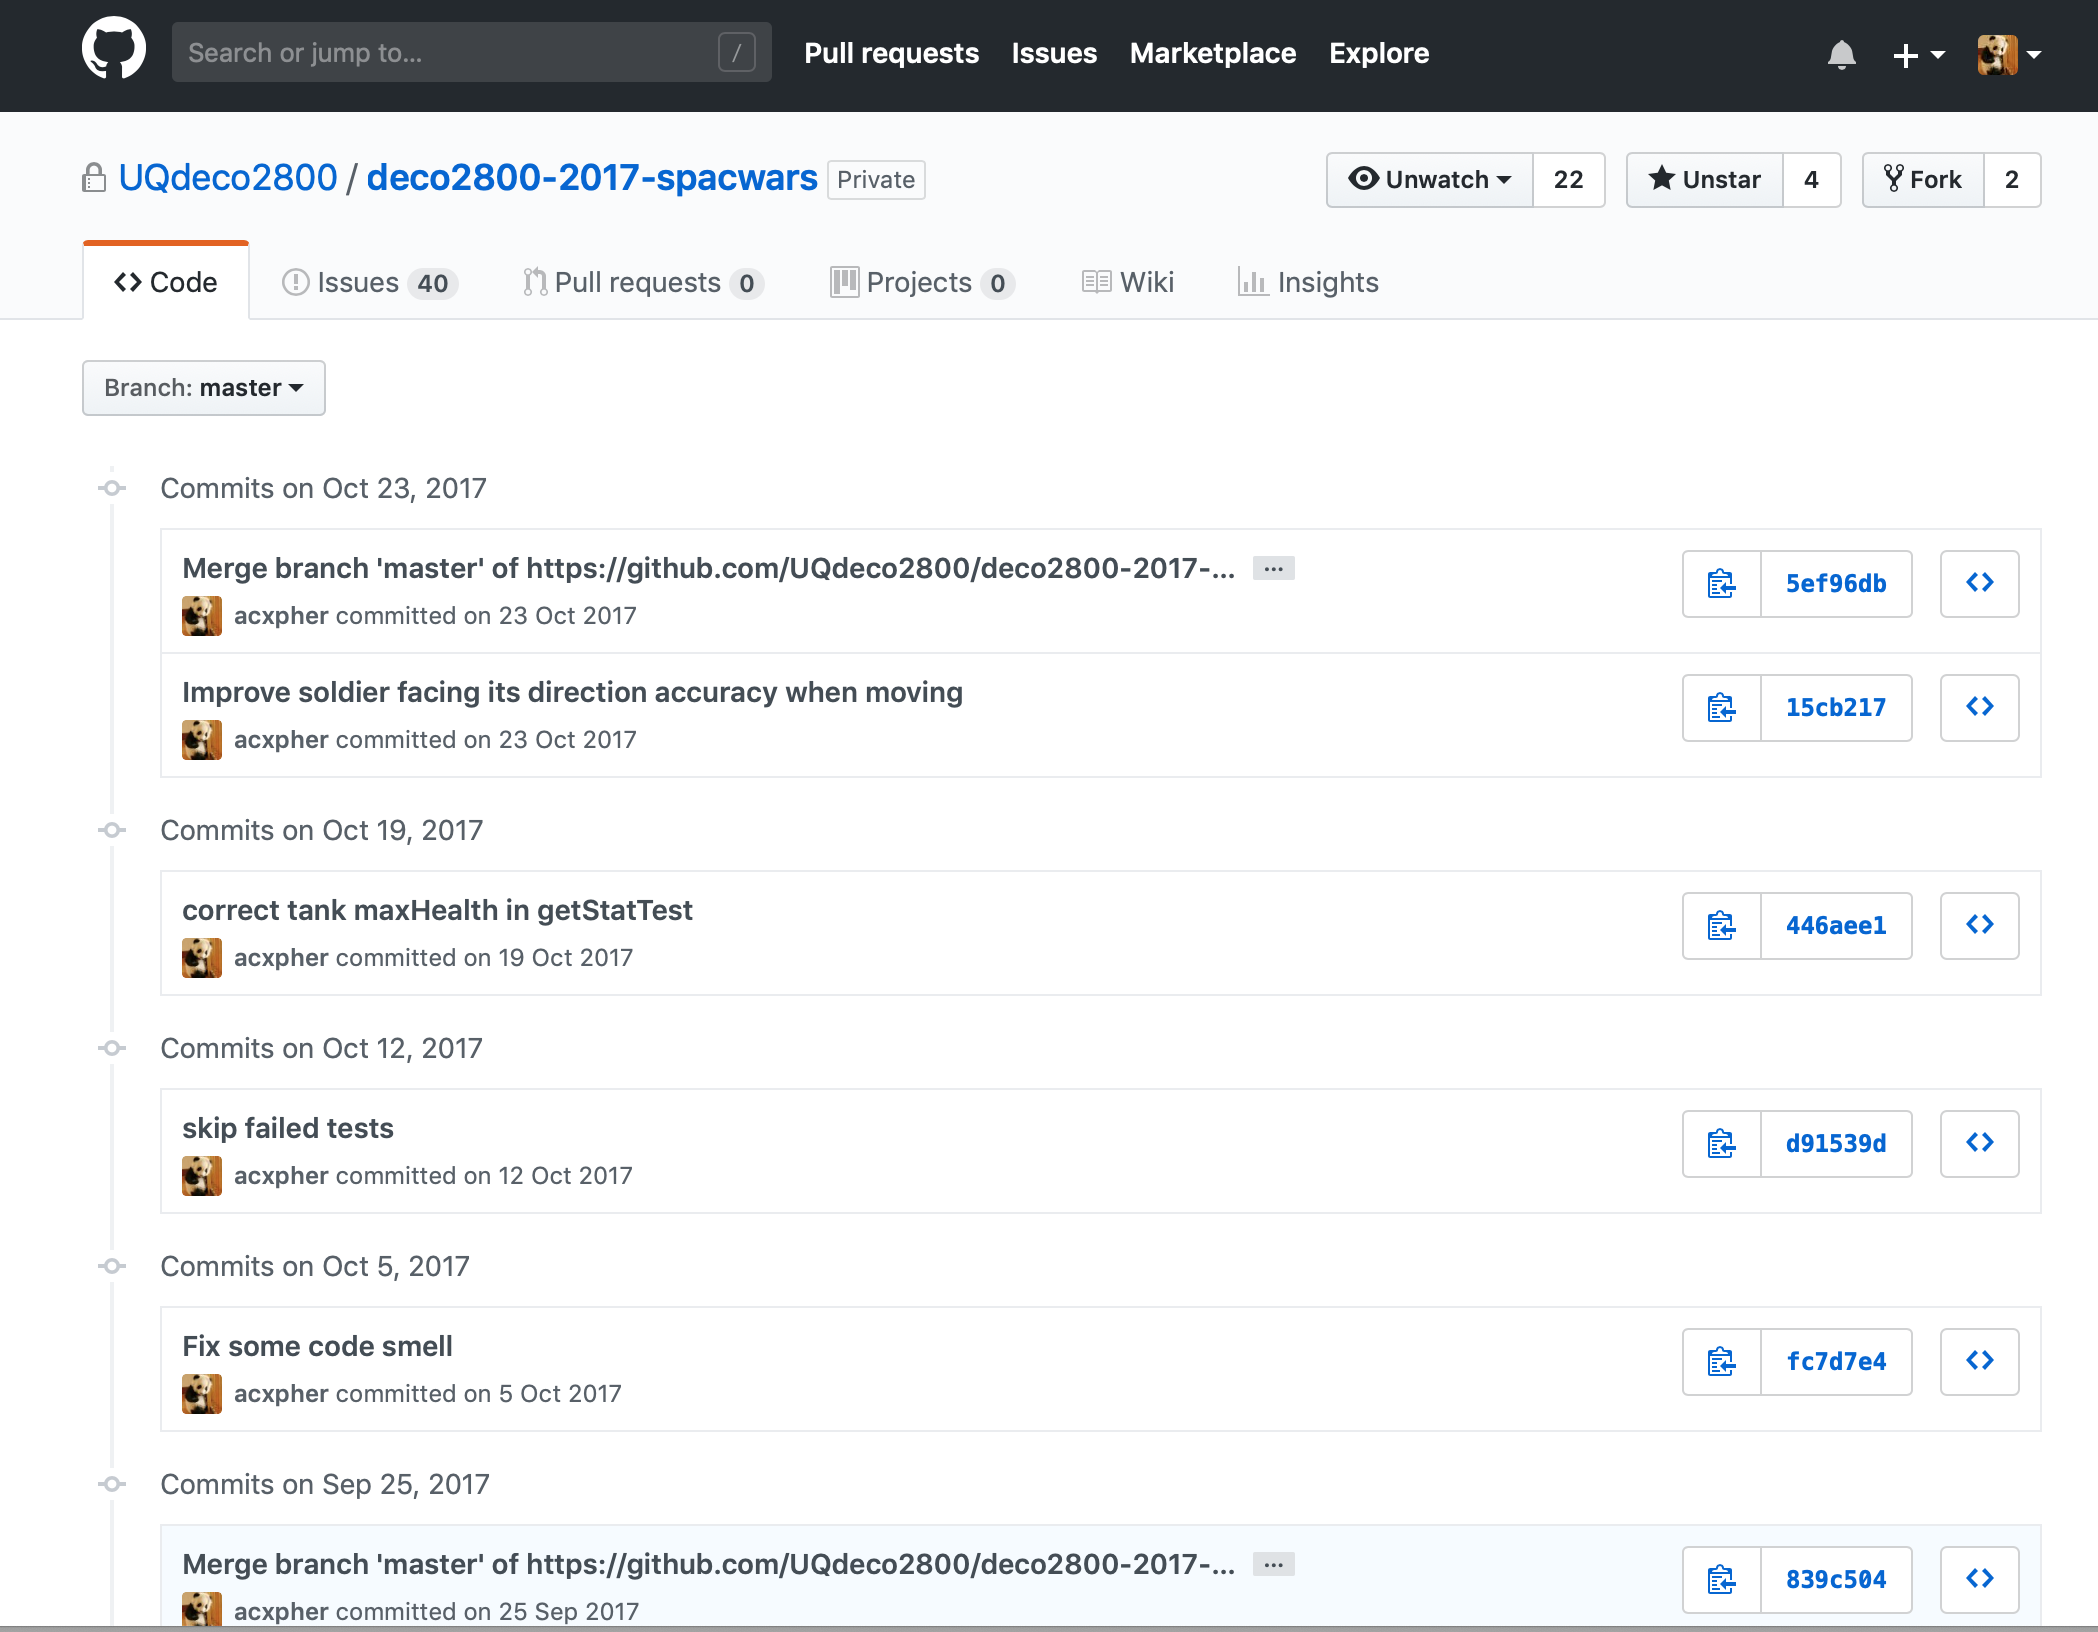 Search or jump to... / Pull requests Issues Marketplace Explore
UQdeco2800 / deco2800-2017-spacwars Private Unwatch 22 Unstar 4 Fork 2
Code Issues 40 Pull requests 0 Projects 0 Wiki Insights
Branch: master
Commits on Oct 23, 2017
Merge branch 'master' of https://github.com/UQdeco2800/deco2800-2017-... … 5ef96db
acxpher committed on 23 Oct 2017
Improve soldier facing its direction accuracy when moving 15cb217
acxpher committed on 23 Oct 2017
Commits on Oct 19, 2017
correct tank maxHealth in getStatTest 446aee1
acxpher committed on 19 Oct 2017
Commits on Oct 12, 2017
skip failed tests d91539d
acxpher committed on 12 Oct 2017
Commits on Oct 5, 2017
Fix some code smell fc7d7e4
acxpher committed on 5 Oct 2017
Commits on Sep 25, 2017
Merge branch 'master' of https://github.com/UQdeco2800/deco2800-2017-... … 839c504
acxpher committed on 25 Sep 2017